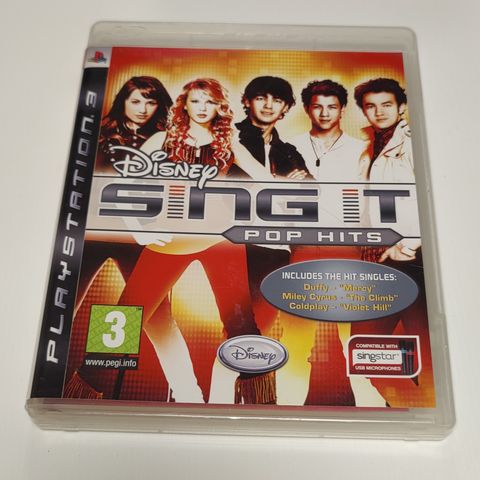 PLAYSTATION 3
Disney
Sing It
POP HITS
INCLUDES THE HIT SINGLES:
Duffy - "Mercy"
Miley Cyrus - "The Climb"
Coldplay - "Violet Hill"
3
www.pegi.info
Disney
COMPATIBLE WITH
singstar
USB MICROPHONES